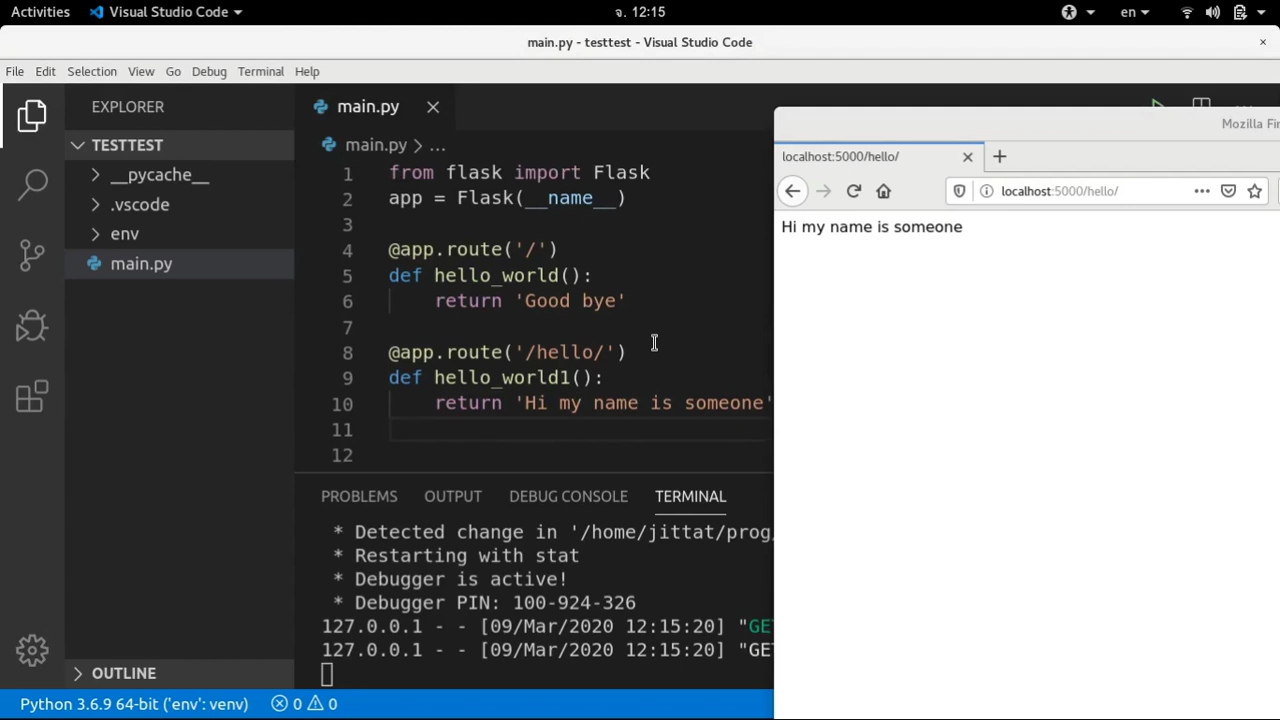 Activities Visual Studio Code จ. 12:15 en
main.py - testtest - Visual Studio Code
File Edit Selection View Go Debug Terminal Help
EXPLORER
TESTTEST
__pycache__
.vscode
env
main.py
OUTLINE
main.py
main.py ...
1 from flask import Flask
2 app = Flask(__name__)
3
4 @app.route('/')
5 def hello_world():
6 return 'Good bye'
7
8 @app.route('/hello/')
9 def hello_world1():
10 return 'Hi my name is someone'
11
12
PROBLEMS OUTPUT DEBUG CONSOLE TERMINAL
* Detected change in '/home/jittat/prog/
* Restarting with stat
* Debugger is active!
* Debugger PIN: 100-924-326
127.0.0.1 - - [09/Mar/2020 12:15:20] "GE
127.0.0.1 - - [09/Mar/2020 12:15:20] "GE
Python 3.6.9 64-bit ('env': venv) 0 0
Mozilla Fir
localhost:5000/hello/
localhost:5000/hello/
Hi my name is someone